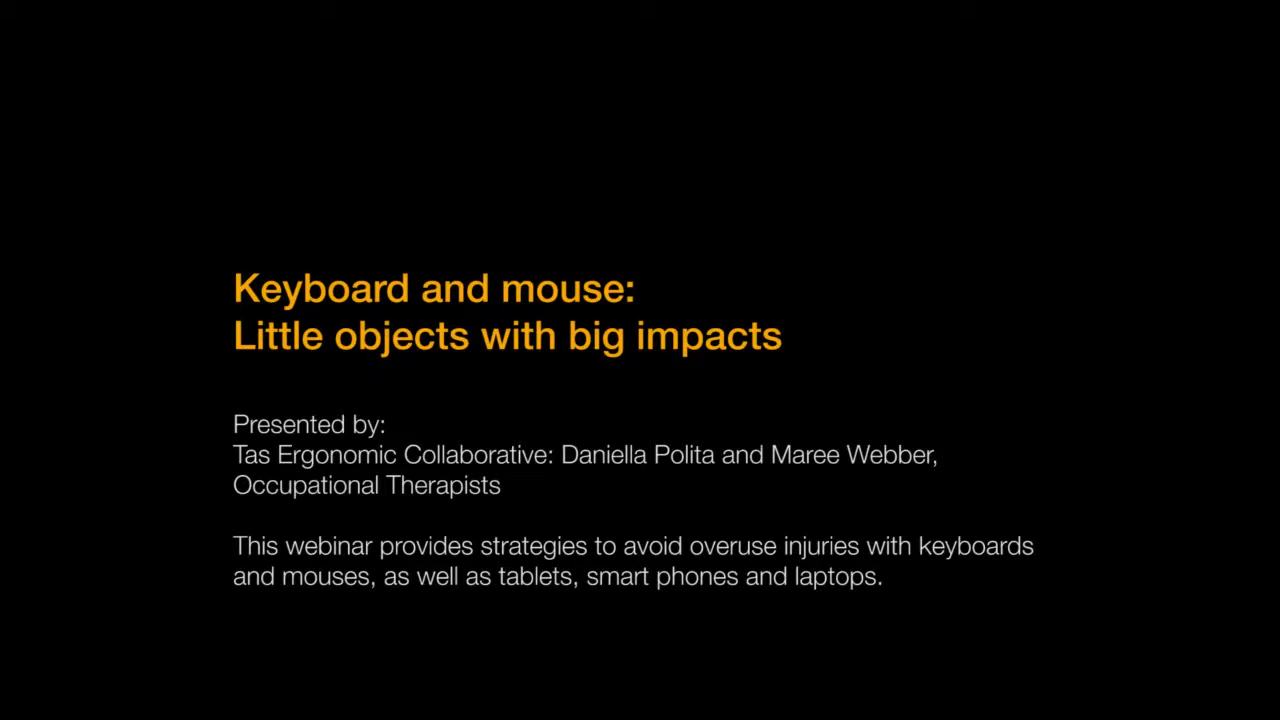 Keyboard and mouse:
Little objects with big impacts
Presented by:
Tas Ergonomic Collaborative: Daniella Polita and Maree Webber,
Occupational Therapists
This webinar provides strategies to avoid overuse injuries with keyboards
and mouses, as well as tablets, smart phones and laptops.